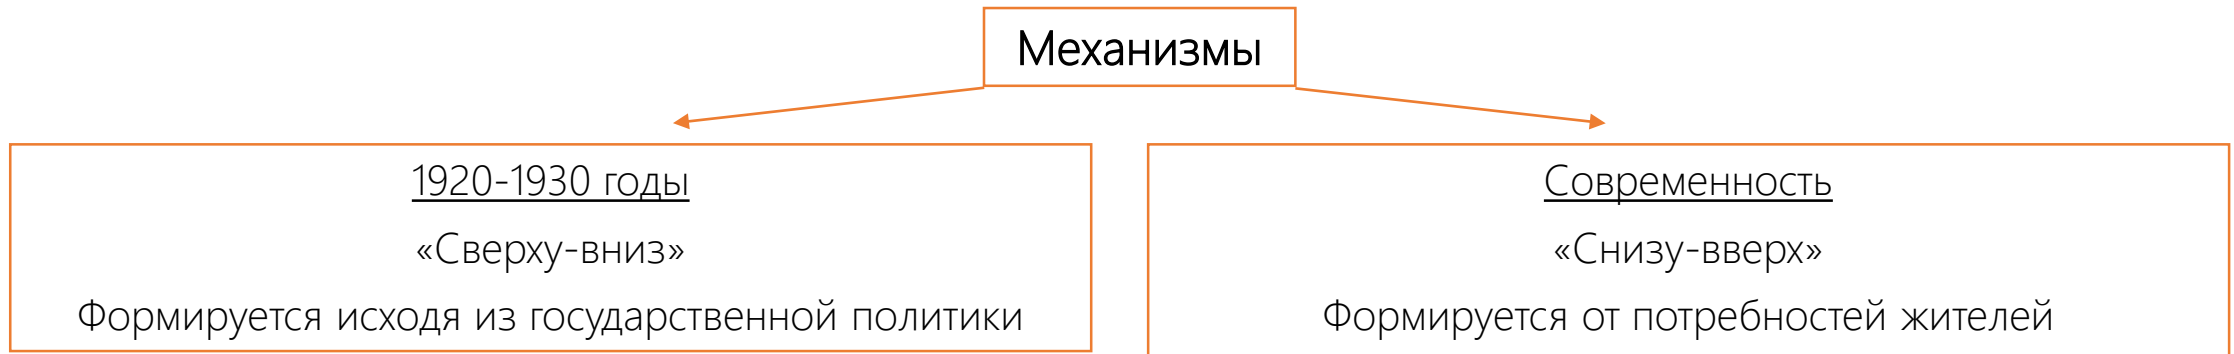 Механизмы
1920-1930 годы
«Сверху-вниз»
Формируется исходя из государственной политики
Современность
«Снизу-вверх»
Формируется от потребностей жителей